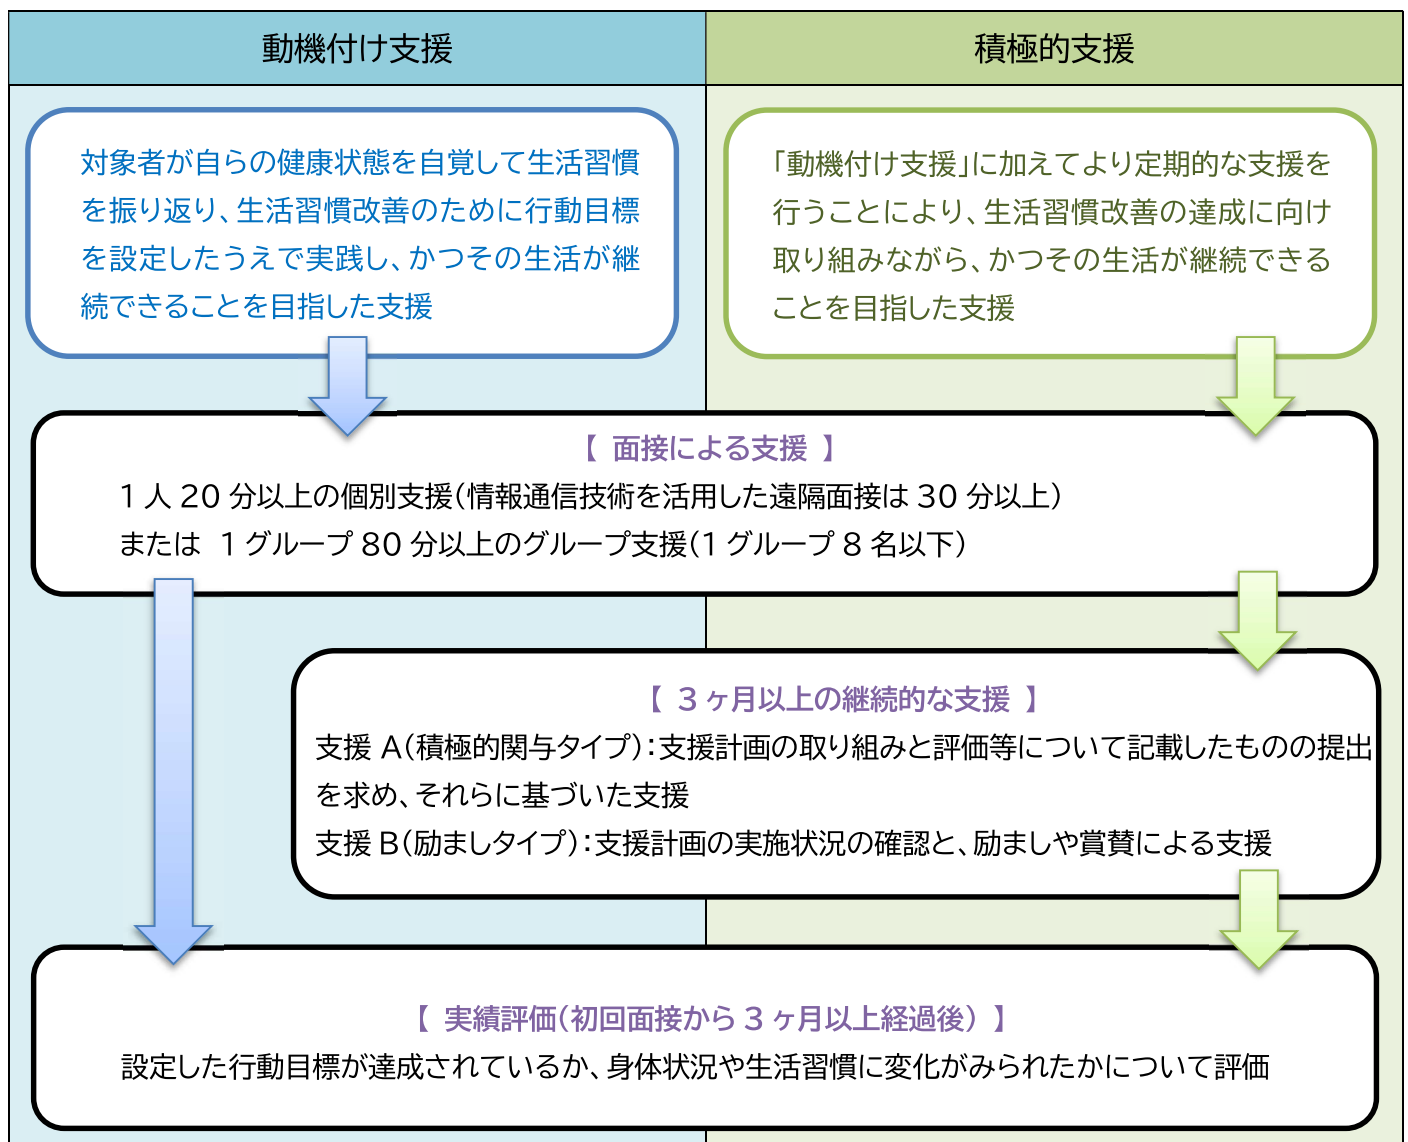 動機付け支援
積極的支援
対象者が自らの健康状態を自覚して生活習慣
を振り返り、生活習慣改善のために行動目標
を設定したうえで実践し、かつその生活が継
続できることを目指した支援
「動機付け支援」に加えてより定期的な支援を
行うことにより、生活習慣改善の達成に向け
取り組みながら、かつその生活が継続できる
ことを目指した支援
【 面接による支援 】
1 人 20 分以上の個別支援(情報通信技術を活用した遠隔面接は 30 分以上)
または 1 グループ 80 分以上のグループ支援(1 グループ 8 名以下)
【 3 ヶ月以上の継続的な支援 】
支援 A(積極的関与タイプ):支援計画の取り組みと評価等について記載したものの提出
を求め、それらに基づいた支援
支援 B(励ましタイプ):支援計画の実施状況の確認と、励ましや賞賛による支援
【 実績評価(初回面接から 3 ヶ月以上経過後) 】
設定した行動目標が達成されているか、身体状況や生活習慣に変化がみられたかについて評価